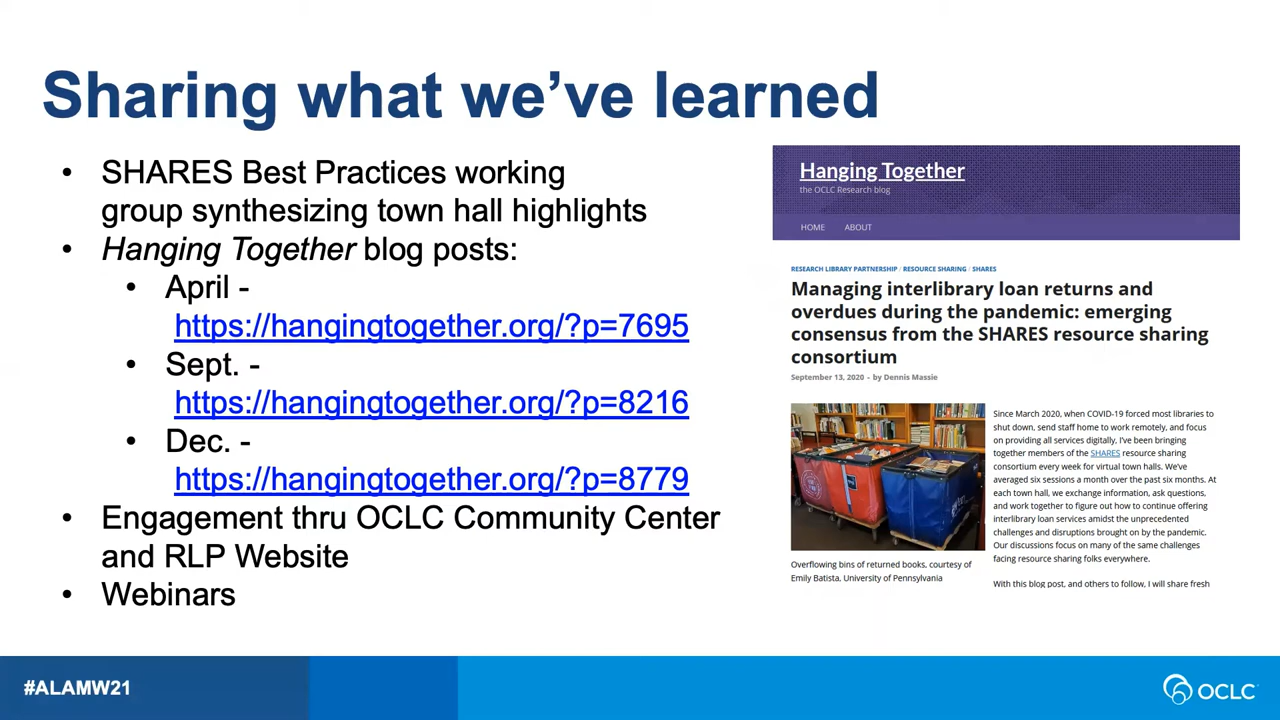 Sharing what we’ve learned
• SHARES Best Practices working
group synthesizing town hall highlights
• Hanging Together blog posts:
• April -
https://hangingtogether.org/?p=7695
• Sept. -
https://hangingtogether.org/?p=8216
• Dec. -
https://hangingtogether.org/?p=8779
• Engagement thru OCLC Community Center
and RLP Website
• Webinars
Hanging Together
the OCLC Research blog
HOME ABOUT
RESEARCH LIBRARY PARTNERSHIP / RESOURCE SHARING / SHARES
Managing interlibrary loan returns and
overdues during the pandemic: emerging
consensus from the SHARES resource sharing
consortium
September 13, 2020 - by Dennis Massie
Since March 2020, when COVID-19 forced most libraries to
shut down, send staff home to work remotely, and focus
on providing all services digitally, I’ve been bringing
together members of the SHARES resource sharing
consortium every week for virtual town halls. We’ve
averaged six sessions a month over the past six months. At
each town hall, we exchange information, ask questions,
and work together to figure out how to continue offering
interlibrary loan services amidst the unprecedented
challenges and disruptions brought on by the pandemic.
Our discussions focus on many of the same challenges
facing resource sharing folks everywhere.
With this blog post, and others to follow, I will share fresh
Overflowing bins of returned books, courtesy of
Emily Batista, University of Pennsylvania
#ALAMW21
OCLC